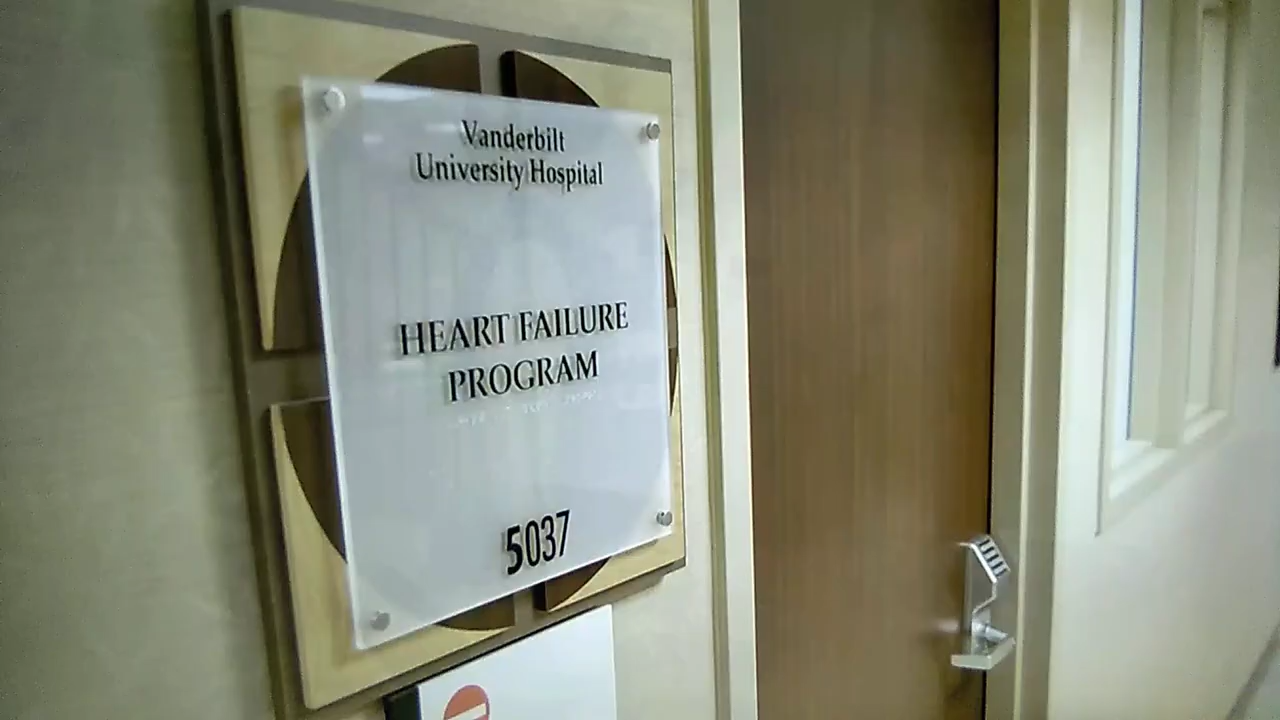 Vanderbilt
University Hospital
HEART FAILURE
PROGRAM
5037